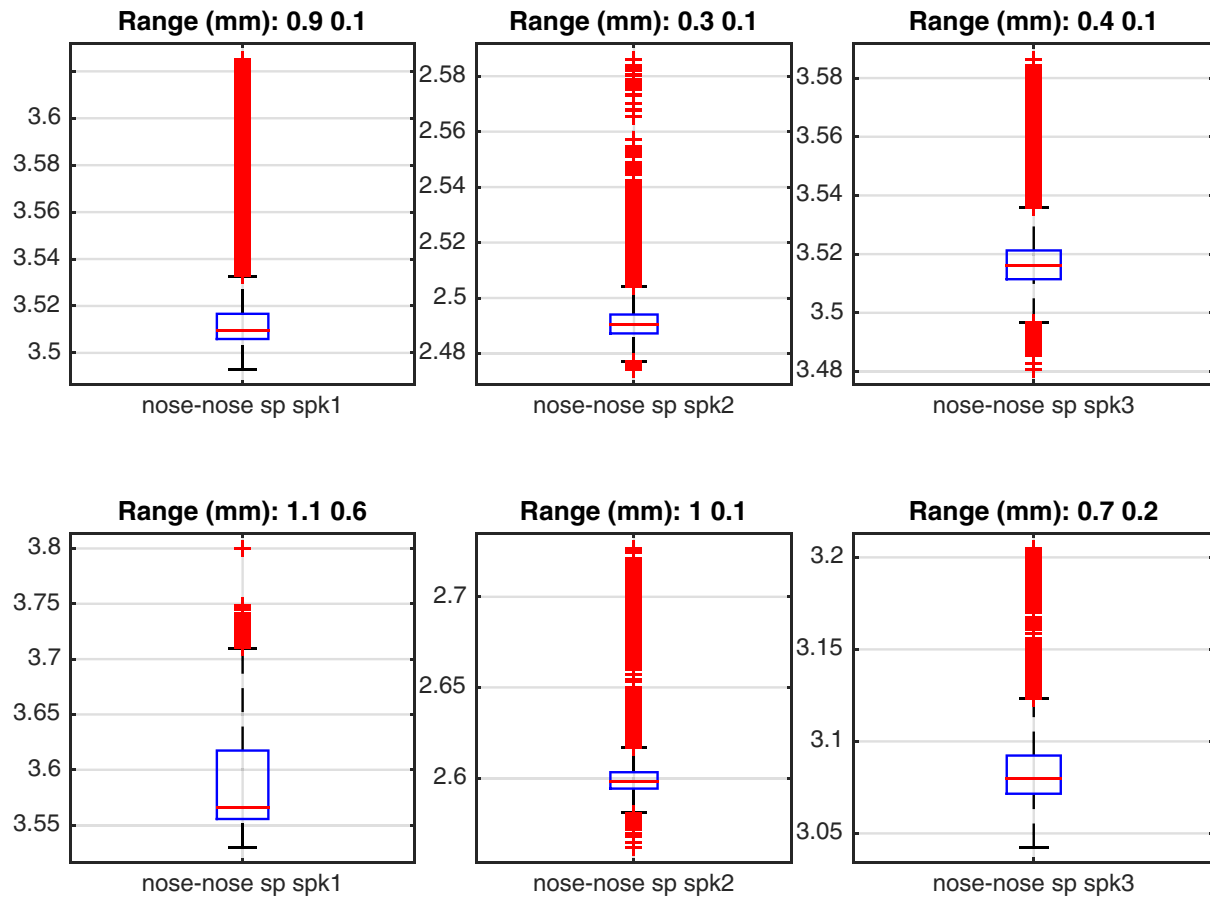 Range (mm): 0.9 0.1
Range (mm): 0.3 0.1
Range (mm): 0.4 0.1
3.6
3.58
3.56
3.54
3.52
3.5
2.58
2.56
2.54
2.52
2.5
2.48
3.58
3.56
3.54
3.52
3.5
3.48
nose-nose sp spk1
nose-nose sp spk2
nose-nose sp spk3
Range (mm): 1.1 0.6
Range (mm): 1 0.1
Range (mm): 0.7 0.2
3.8
3.75
3.7
3.65
3.6
3.55
2.7
2.65
2.6
3.2
3.15
3.1
3.05
nose-nose sp spk1
nose-nose sp spk2
nose-nose sp spk3